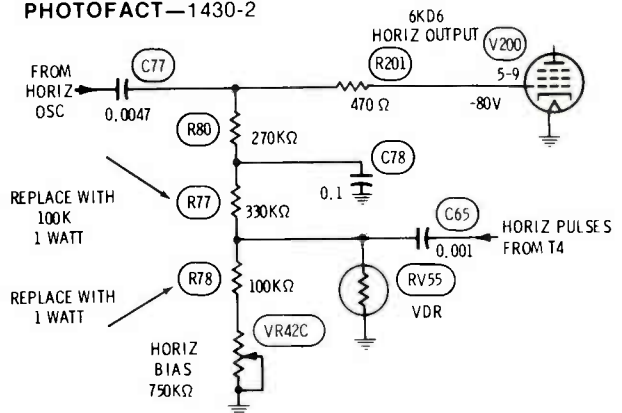 PHOTOFACT—1430-2
6KD6
HORIZ OUTPUT
V200
C77
R201
5-9
FROM
HORIZ
OSC
0.0047
470 Ω
-80V
R80
270KΩ
C78
0.1
REPLACE WITH
100K
1 WATT
R77
330KΩ
C65
0.001
HORIZ PULSES
FROM T4
R78
100KΩ
RV55
VDR
REPLACE WITH
1 WATT
VR42C
HORIZ
BIAS
750KΩ